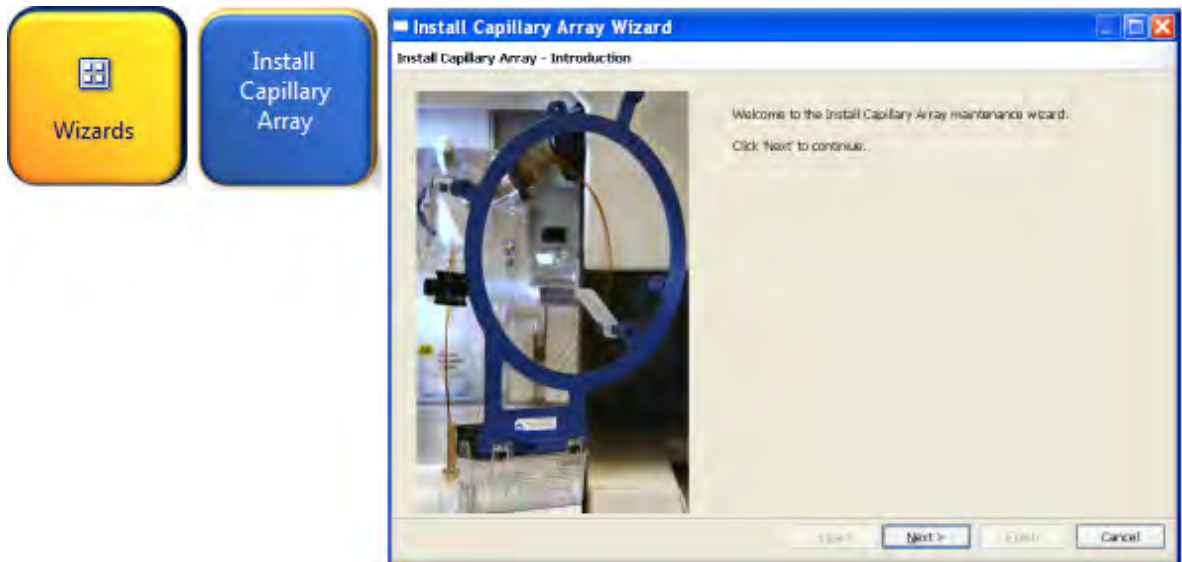 Wizards
Install
Capillary
Array
Install Capillary Array Wizard
Install Capillary Array - Introduction
Welcome to the Install Capillary Array maintenance wizard.
Click 'Next' to continue.
Next >
Cancel